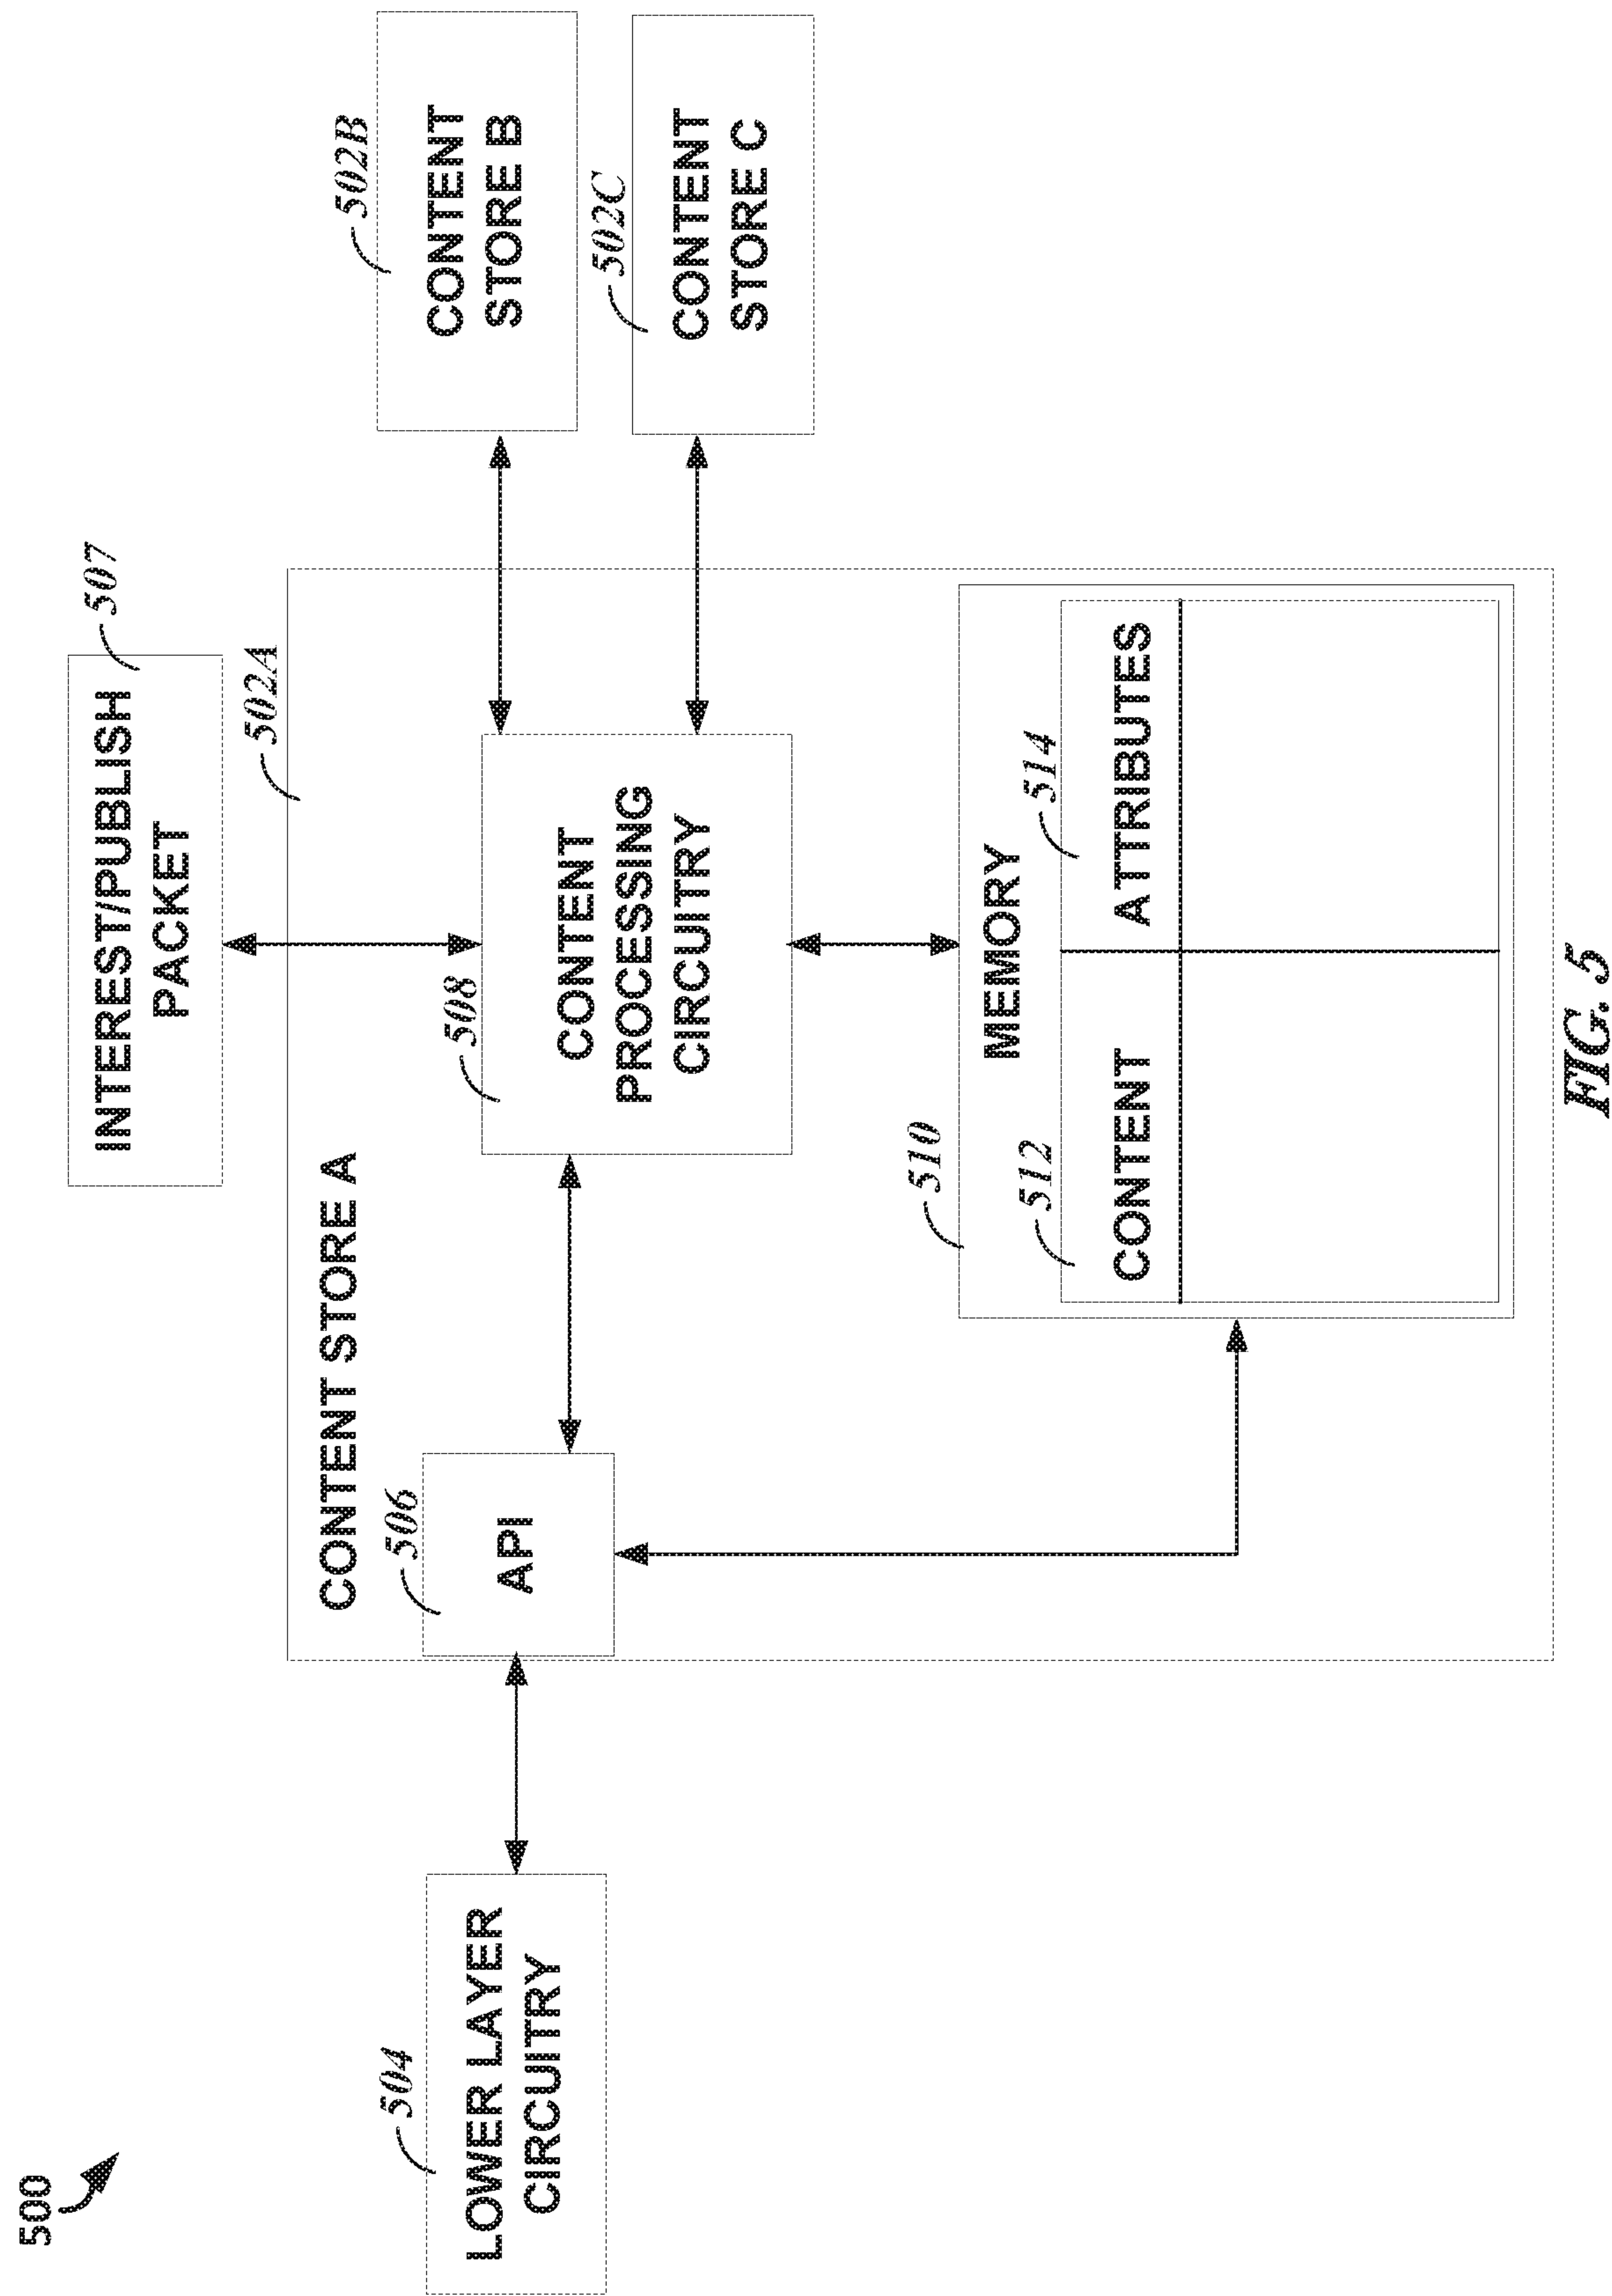 500
INTEREST/PUBLISH
PACKET
507
502A
CONTENT STORE A
504
LOWER LAYER
CIRCUITRY
506
API
508
CONTENT
PROCESSING
CIRCUITRY
502B
CONTENT
STORE B
502C
CONTENT
STORE C
510
MEMORY
512
CONTENT
514
ATTRIBUTES
FIG. 5